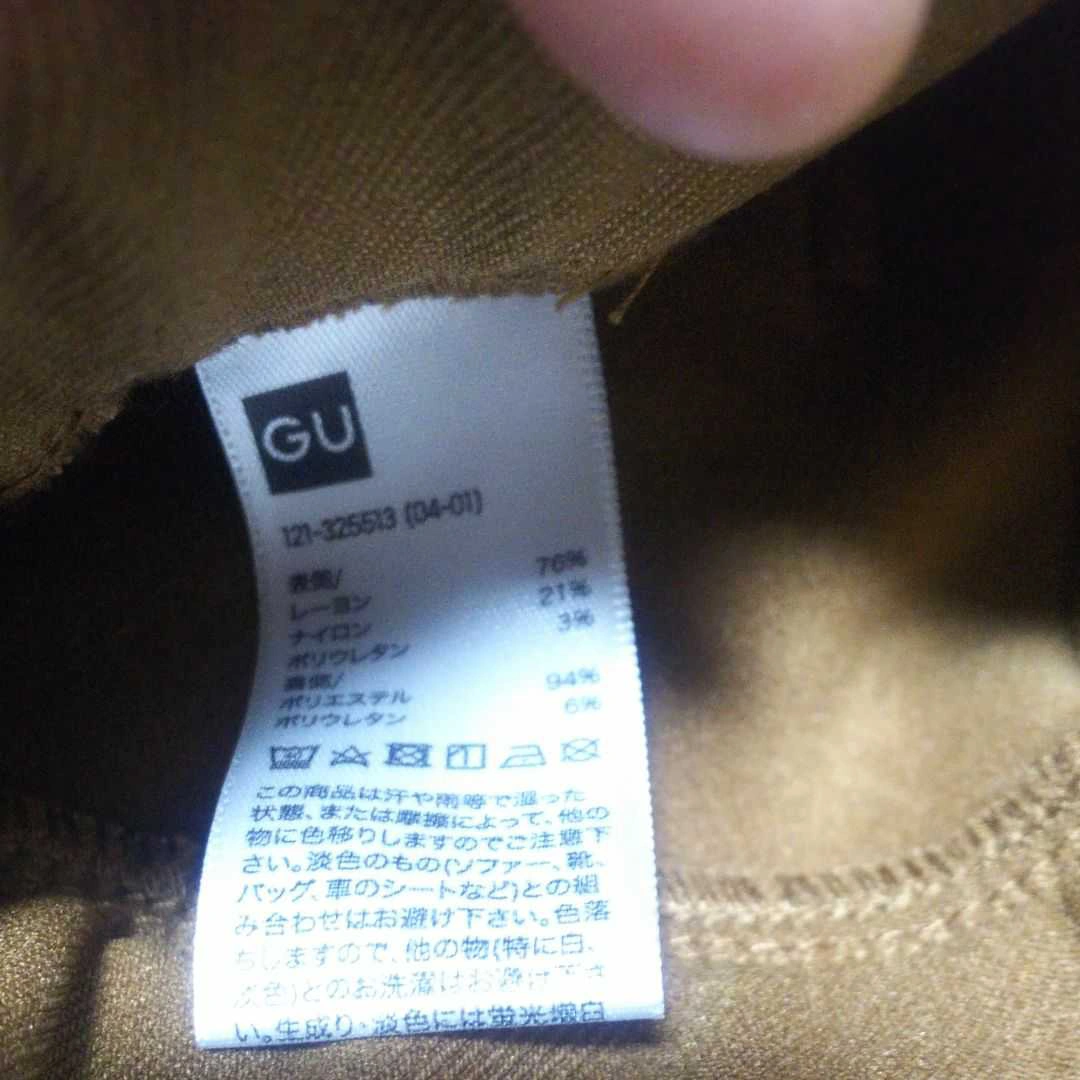 GU
121-325513 (04-01)
表側/
レーヨン 76%
ナイロン 21%
ポリウレタン 3%
裏側/
ポリエステル 94%
ポリウレタン 6%
この商品は汗や雨等で湿った
状態、または摩擦によって、他の
物に色移りしますのでご注意下
さい。淡色のもの(ソファー、靴、
バッグ、車のシートなど)との組
み合わせはお避け下さい。色落
ちしますので、他の物(特に白、
淡色)とのお洗濯はお避け下さ
い。生成り・淡色には蛍光増白